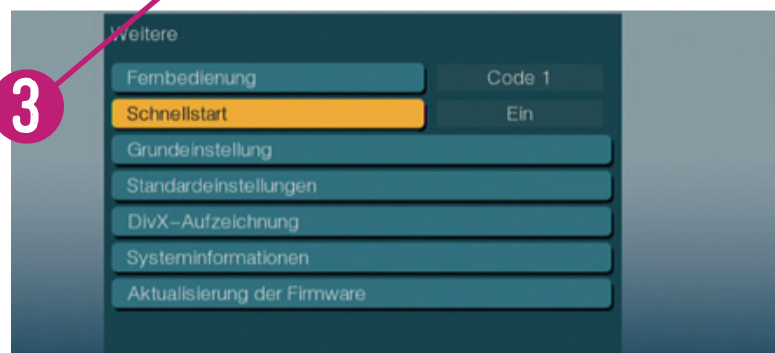 Weitere
Fernbedienung Code 1
3
Schnellstart Ein
Grundeinstellung
Standardeinstellungen
DivX-Aufzeichnung
Systeminformationen
Aktualisierung der Firmware